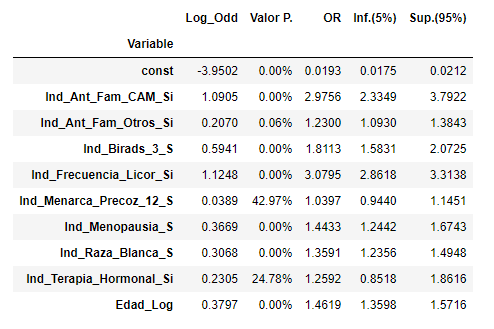 Log_Odd Valor P. OR Inf.(5%) Sup.(95%)
Variable
const -3.9502 0.00% 0.0193 0.0175 0.0212
Ind_Ant_Fam_CAM_Si 1.0905 0.00% 2.9756 2.3349 3.7922
Ind_Ant_Fam_Otros_Si 0.2070 0.06% 1.2300 1.0930 1.3843
Ind_Birads_3_S 0.5941 0.00% 1.8113 1.5831 2.0725
Ind_Frecuencia_Licor_Si 1.1248 0.00% 3.0795 2.8618 3.3138
Ind_Menarca_Precoz_12_S 0.0389 42.97% 1.0397 0.9440 1.1451
Ind_Menopausia_S 0.3669 0.00% 1.4433 1.2442 1.6743
Ind_Raza_Blanca_S 0.3068 0.00% 1.3591 1.2356 1.4948
Ind_Terapia_Hormonal_Si 0.2305 24.78% 1.2592 0.8518 1.8616
Edad_Log 0.3797 0.00% 1.4619 1.3598 1.5716